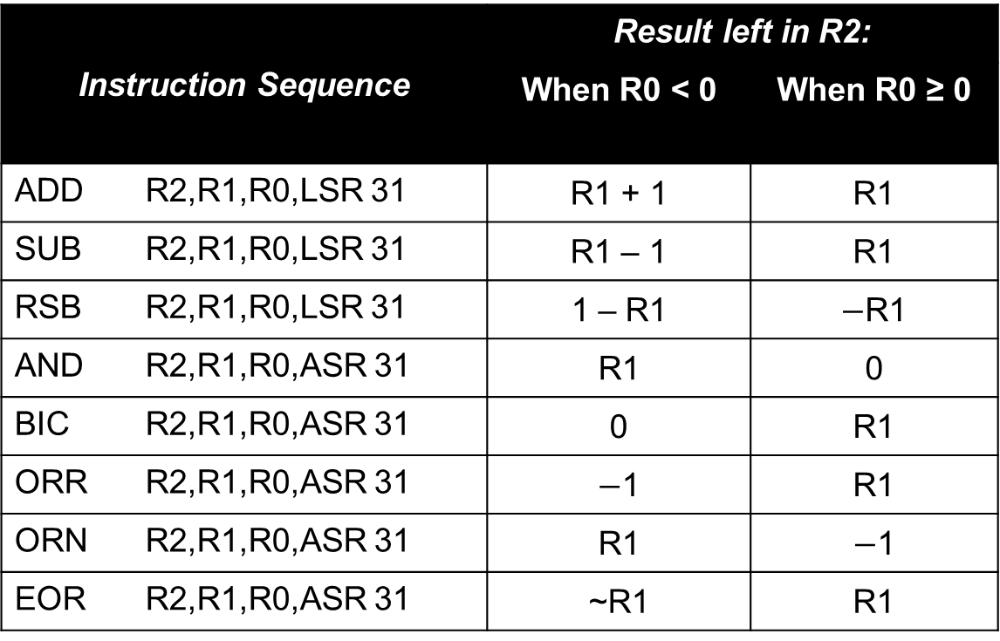 Instruction Sequence Result left in R2:
When R0 < 0 When R0 ≥ 0
ADD R2,R1,R0,LSR 31 R1 + 1 R1
SUB R2,R1,R0,LSR 31 R1 – 1 R1
RSB R2,R1,R0,LSR 31 1 – R1 –R1
AND R2,R1,R0,ASR 31 R1 0
BIC R2,R1,R0,ASR 31 0 R1
ORR R2,R1,R0,ASR 31 –1 R1
ORN R2,R1,R0,ASR 31 R1 –1
EOR R2,R1,R0,ASR 31 ~R1 R1